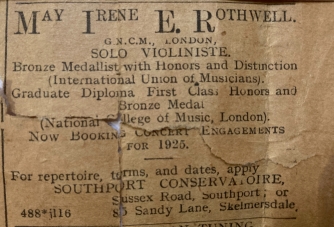 MAY IRENE E. ROTHWELL.
G.N.C.M., LONDON,
SOLO VIOLINISTE.
Bronze Medallist with Honors and Distinction
(International Union of Musicians).
Graduate Diploma First Class Honors and
Bronze Medal
(National College of Music, London).
NOW BOOKING CONCERT ENGAGEMENTS
FOR 1925.
For repertoire, terms, and dates, apply
SOUTHPORT CONSERVATOIRE,
Sussex Road, Southport; or
488*j116 Sandy Lane, Skelmersdale.
TUNING